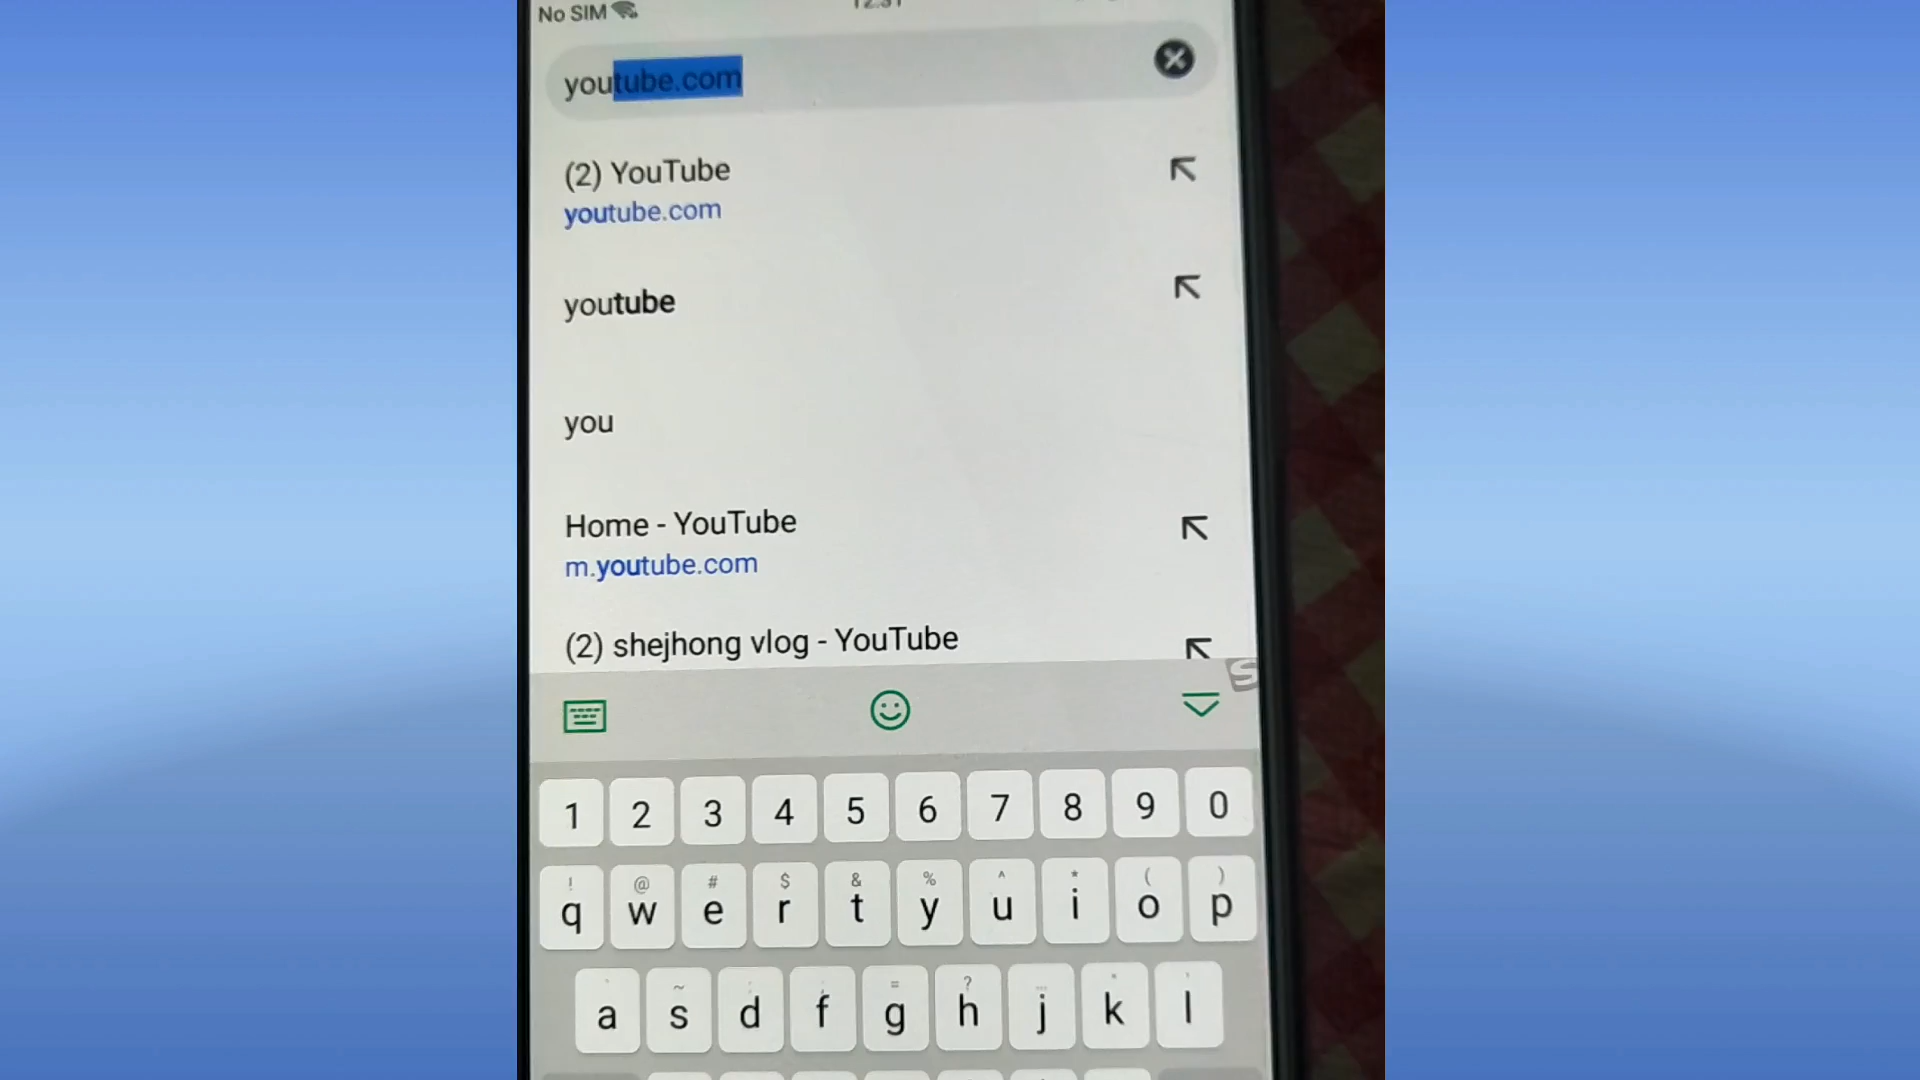 No SIM
youtube.com
(2) YouTube
youtube.com
youtube
you
Home - YouTube
m.youtube.com
(2) shejhong vlog - YouTube
S
1 2 3 4 5 6 7 8 9 0
! @ # $ & % ^ * ( )
q w e r t y u i o p
~ = ?
a s d f g h j k l